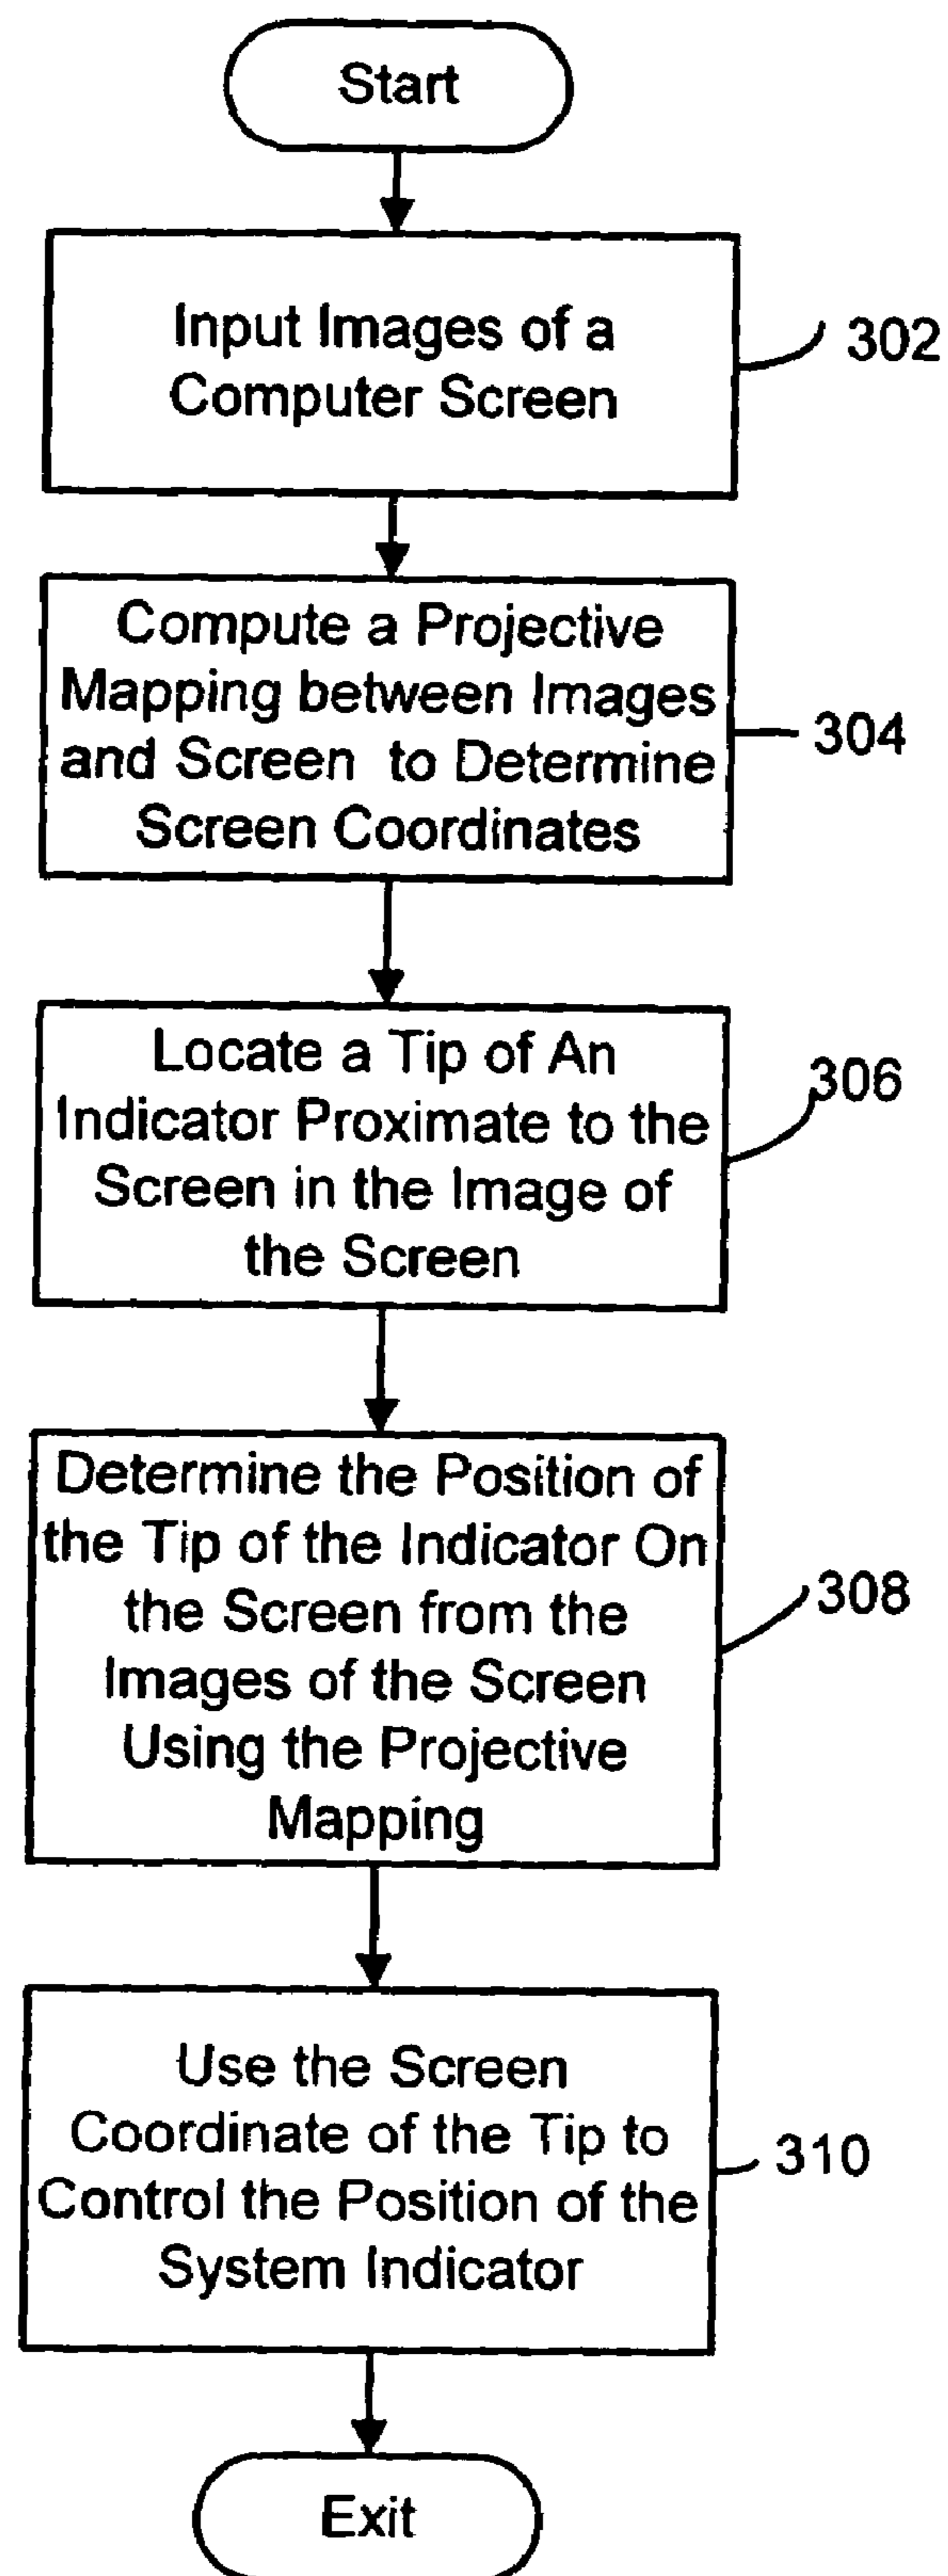 Start
Input Images of a
Computer Screen
302
Compute a Projective
Mapping between Images
and Screen to Determine
Screen Coordinates
304
Locate a Tip of An
Indicator Proximate to the
Screen in the Image of
the Screen
306
Determine the Position of
the Tip of the Indicator On
the Screen from the
Images of the Screen
Using the Projective
Mapping
308
Use the Screen
Coordinate of the Tip to
Control the Position of the
System Indicator
310
Exit